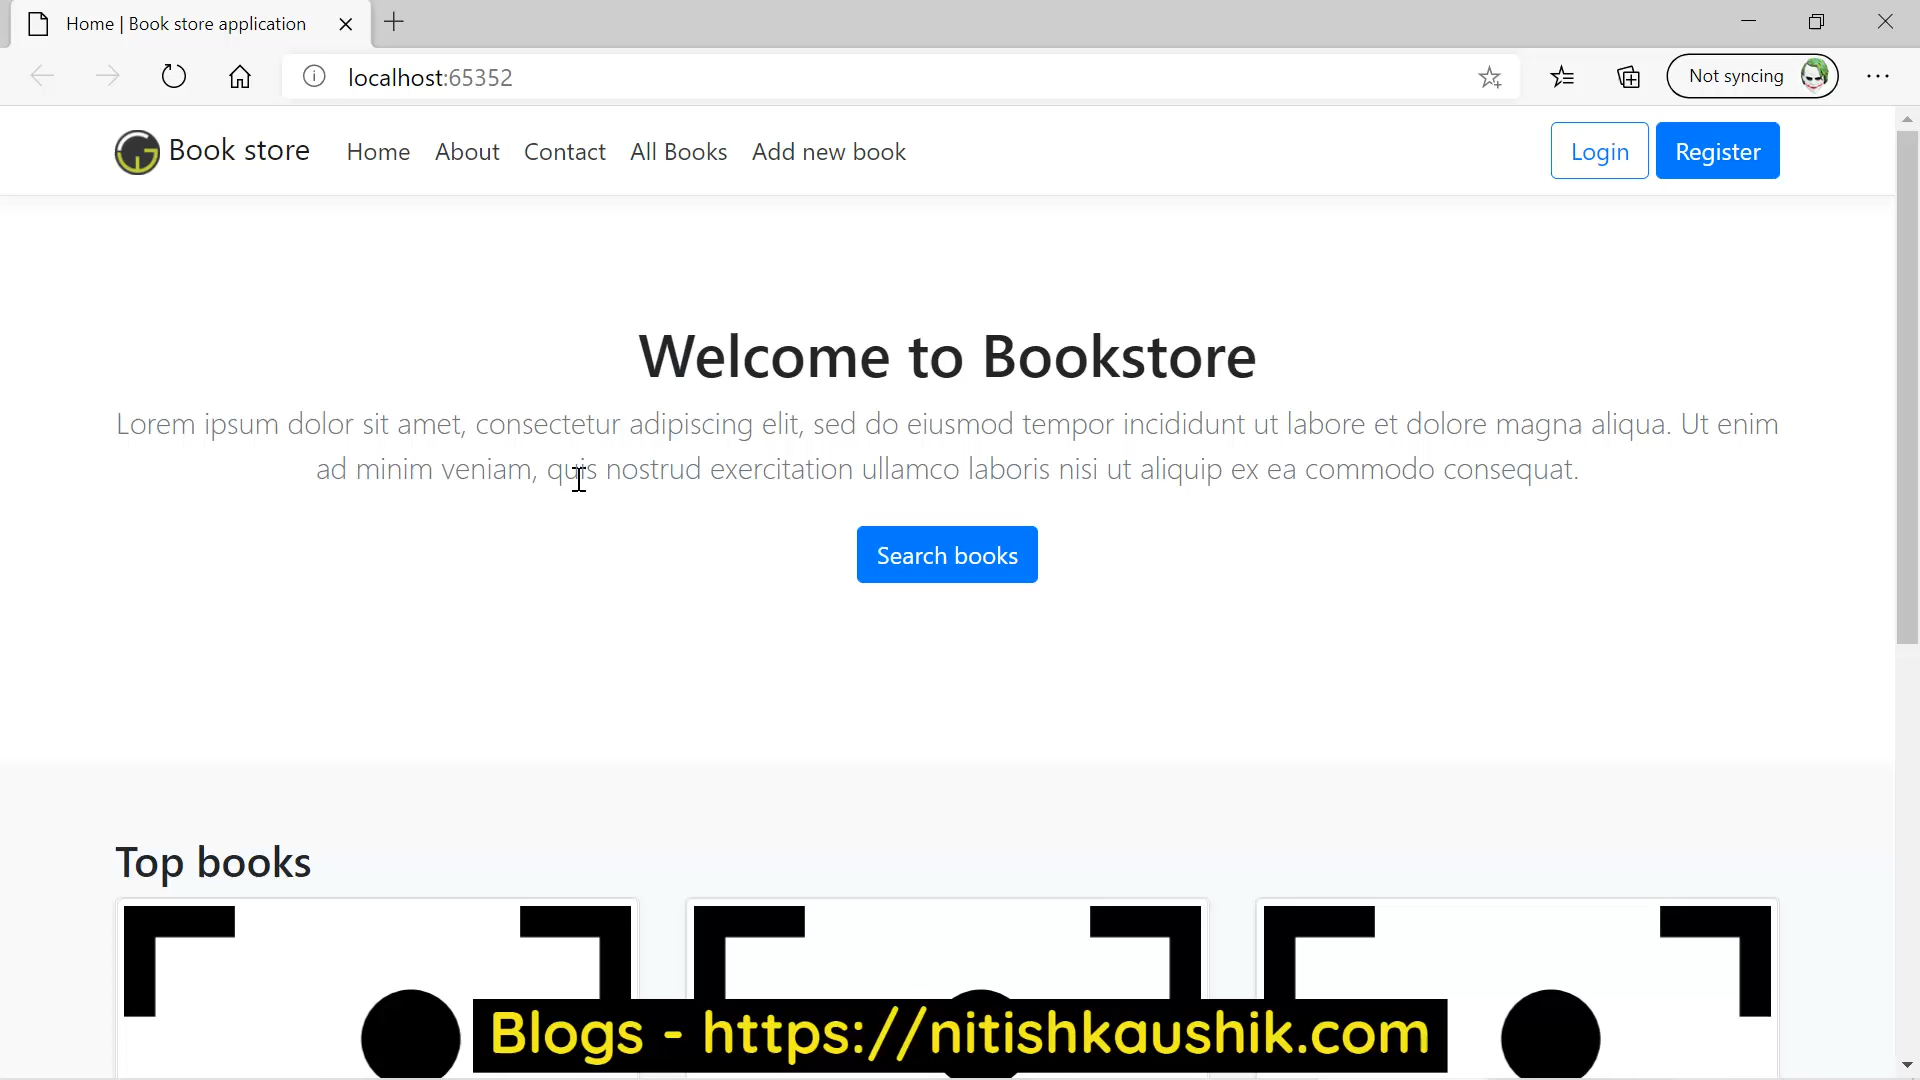 Home | Book store application
localhost:65352
Not syncing
Book store Home About Contact All Books Add new book Login Register
Welcome to Bookstore
Lorem ipsum dolor sit amet, consectetur adipiscing elit, sed do eiusmod tempor incididunt ut labore et dolore magna aliqua. Ut enim
ad minim veniam, quis nostrud exercitation ullamco laboris nisi ut aliquip ex ea commodo consequat.
Search books
Top books
Blogs - https://nitishkaushik.com